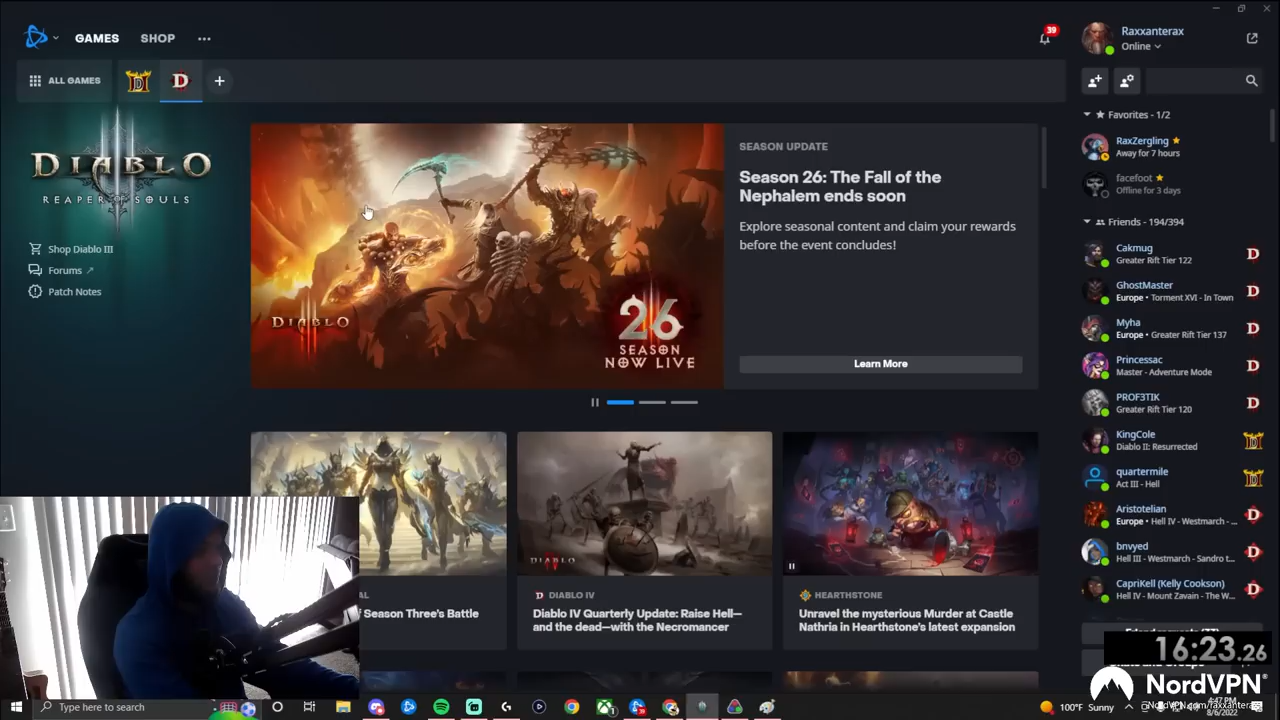 GAMES
SHOP
39
Raxxanterax
Online
ALL GAMES
DIABLO
REAPER OF SOULS
Shop Diablo III
Forums
Patch Notes
DIABLO
26
SEASON
NOW LIVE
SEASON UPDATE
Season 26: The Fall of the
Nephalem ends soon
Explore seasonal content and claim your rewards
before the event concludes!
Learn More
DIABLO IV
Diablo IV Quarterly Update: Raise Hell—
and the dead—with the Necromancer
HEARTHSTONE
Unravel the mysterious Murder at Castle
Nathria in Hearthstone's latest expansion
Season Three's Battle
Favorites - 1/2
RaxZergling
Away for 7 hours
facefoot
Offline for 3 days
Friends - 194/394
Cakmug
Greater Rift Tier 122
GhostMaster
Europe • Torment XVI - In Town
Myha
Europe • Greater Rift Tier 137
Princessac
Master - Adventure Mode
PROF3TIK
Greater Rift Tier 120
KingCole
Diablo II: Resurrected
quartermile
Act III - Hell
Aristotelian
Europe • Hell IV - Westmarch - ...
bnvyed
Hell III - Westmarch - Sandro t...
CapriKell (Kelly Cookson)
Hell IV - Mount Zavain - The W...
16:23.26
NordVPN®
Type here to search
100°F Sunny
8/6/2022